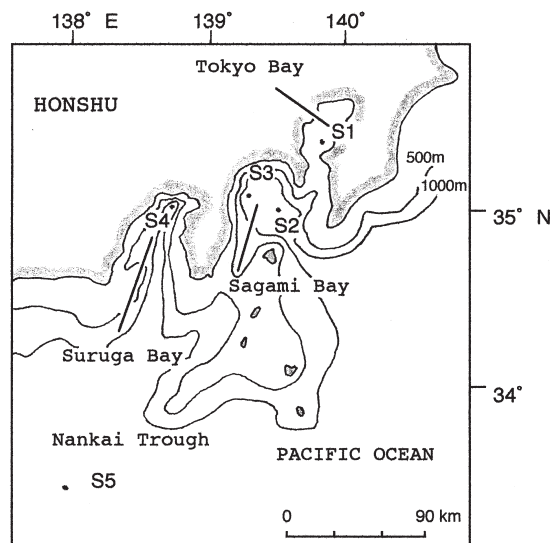 138° E 139° 140°
Tokyo Bay
HONSHU
S1
500m
S3
1000m
S4
S2
35° N
Sagami Bay
Suruga Bay
34°
Nankai Trough
PACIFIC OCEAN
S5
0 90 km